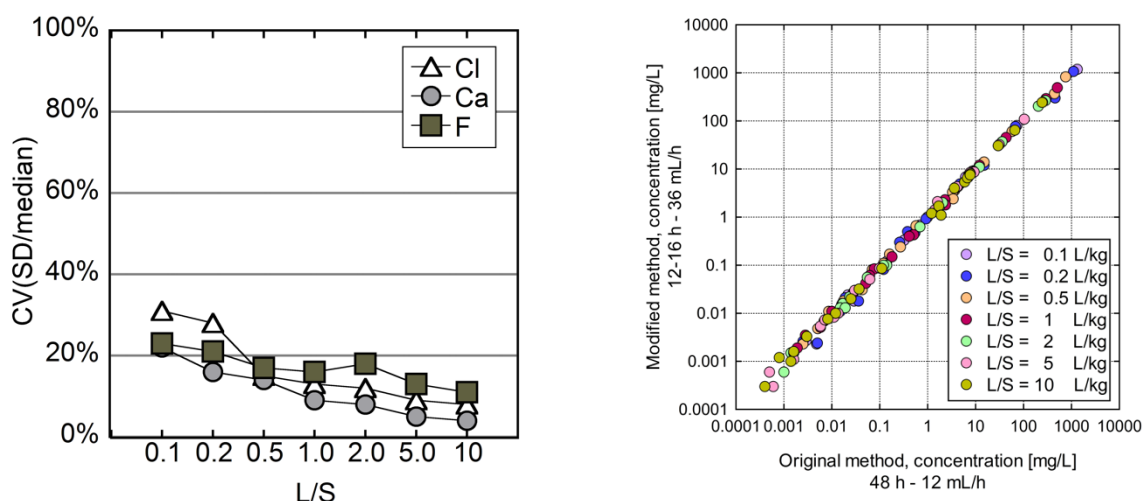 100%
80%
60%
40%
20%
0%
CV(SD/median)
Cl
Ca
F
0.1 0.2 0.5 1.0 2.0 5.0 10
L/S
10000
1000
100
10
1
0.1
0.01
0.001
0.0001
Modified method, concentration [mg/L]
12-16 h - 36 mL/h
L/S = 0.1 L/kg
L/S = 0.2 L/kg
L/S = 0.5 L/kg
L/S = 1 L/kg
L/S = 2 L/kg
L/S = 5 L/kg
L/S = 10 L/kg
0.0001 0.001 0.01 0.1 1 10 100 1000 10000
Original method, concentration [mg/L]
48 h - 12 mL/h